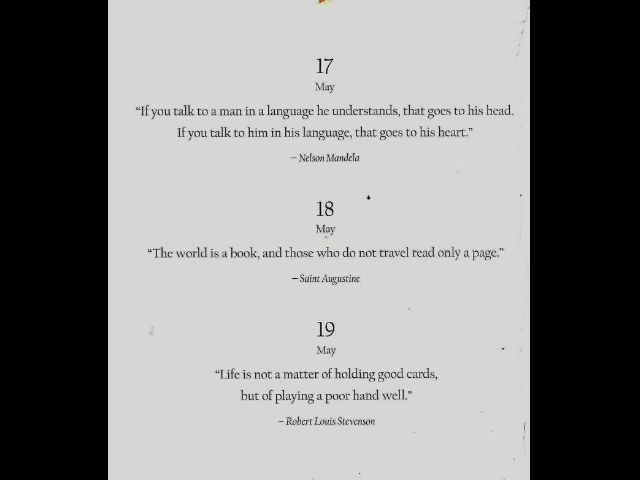 17
May
“If you talk to a man in a language he understands, that goes to his head.
If you talk to him in his language, that goes to his heart.”
– Nelson Mandela
18
May
“The world is a book, and those who do not travel read only a page.”
– Saint Augustine
19
May
“Life is not a matter of holding good cards,
but of playing a poor hand well.”
– Robert Louis Stevenson